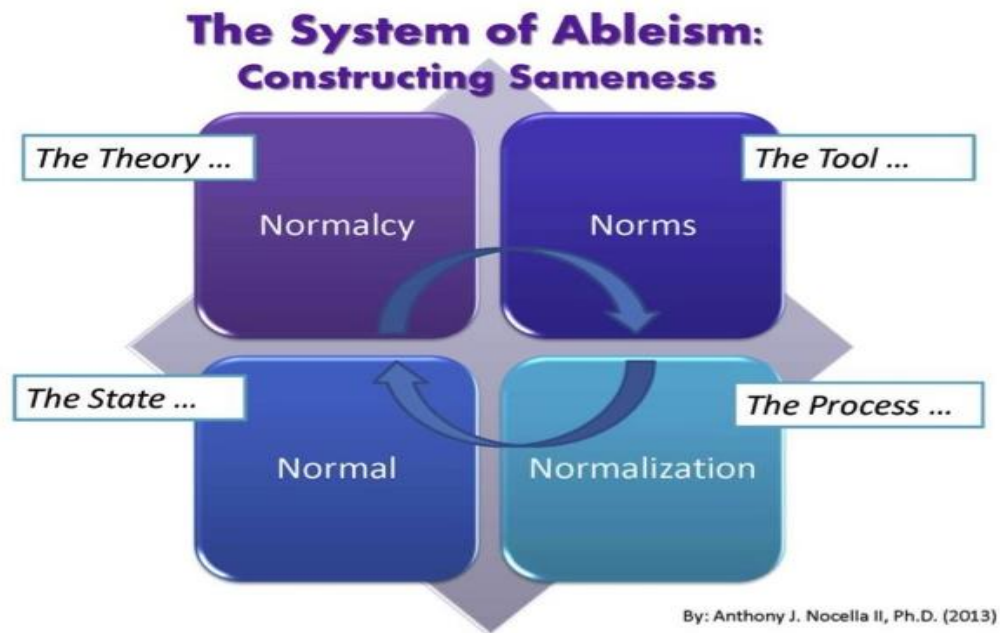 The System of Ableism:
Constructing Sameness
The Theory ...
The Tool ...
Normalcy
Norms
The State ...
The Process ...
Normal
Normalization
By: Anthony J. Nocella II, Ph.D. (2013)